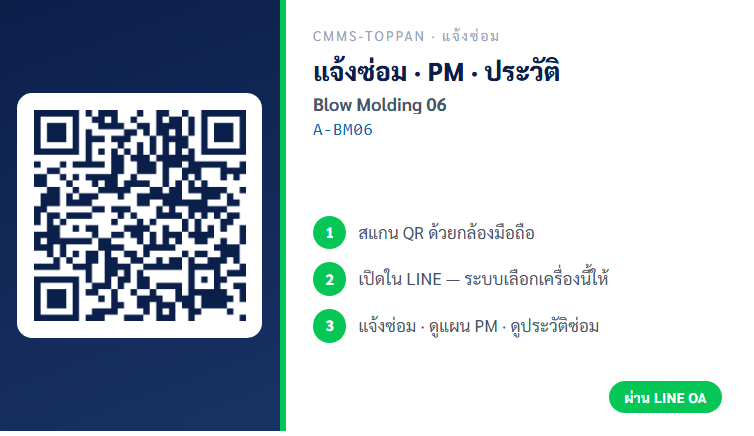 CMMS-TOPPAN · แจ้งซ่อม
แจ้งซ่อม · PM · ประวัติ
Blow Molding 06
A-BM06
1 สแกน QR ด้วยกล้องมือถือ
2 เปิดใน LINE — ระบบเลือกเครื่องนี้ให้
3 แจ้งซ่อม · ดูแผน PM · ดูประวัติซ่อม
ผ่าน LINE OA